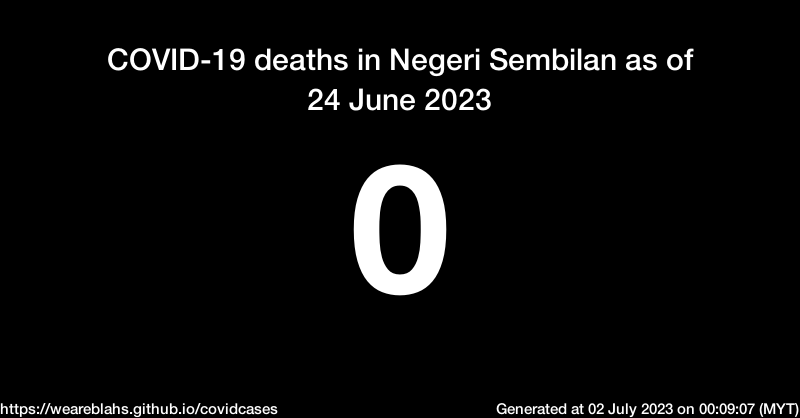 COVID-19 deaths in Negeri Sembilan as of
24 June 2023
0
https://weareblahs.github.io/covidcases
Generated at 02 July 2023 on 00:09:07 (MYT)